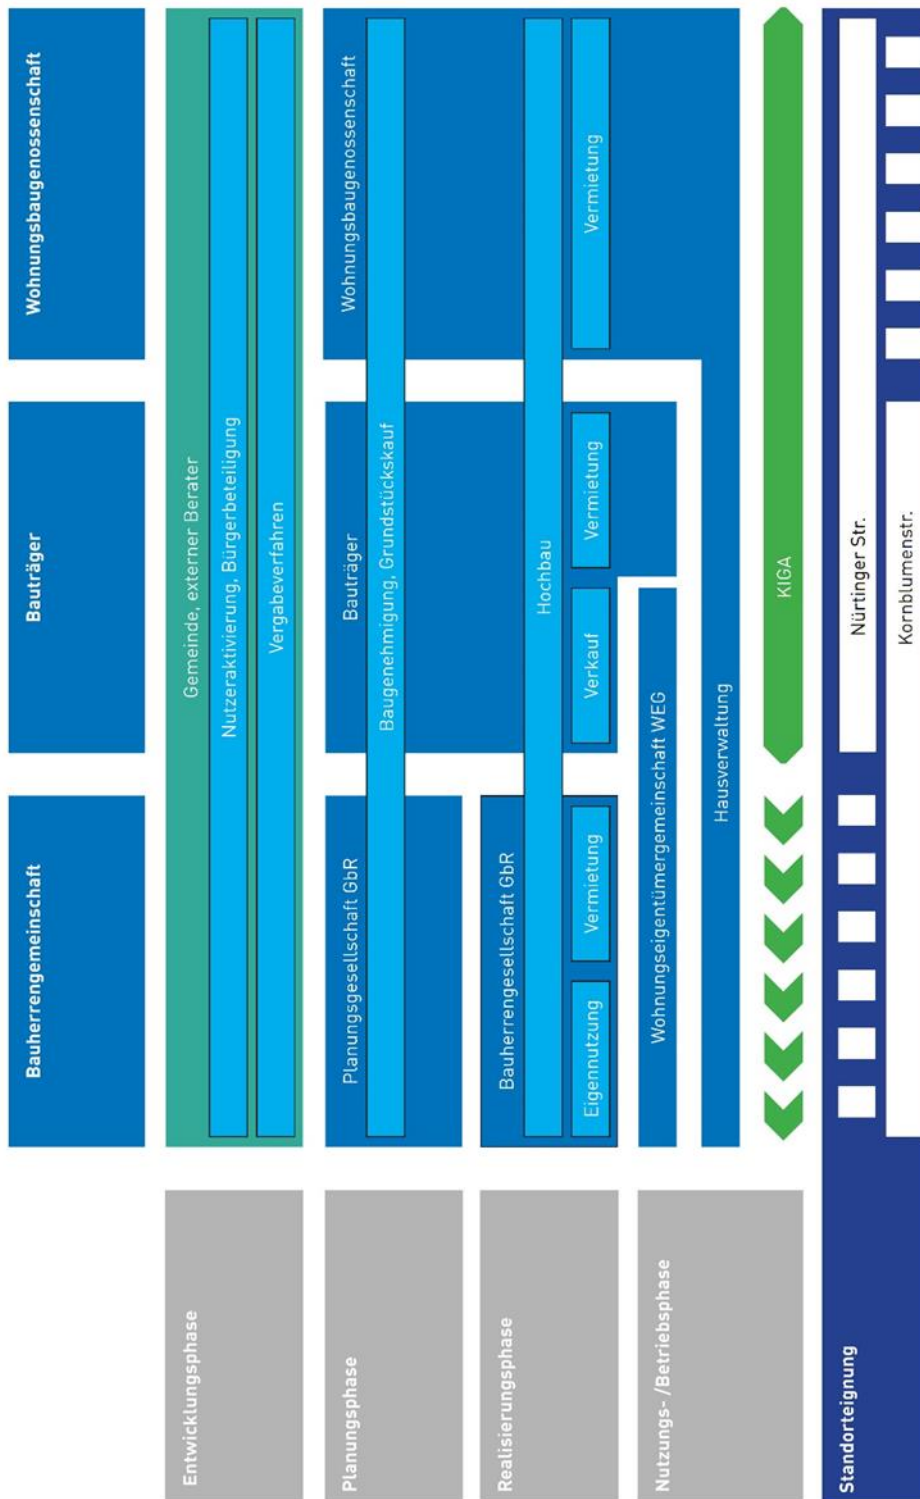 Bauherrengemeinschaft
Bauträger
Wohnungsbaugenossenschaft
Entwicklungsphase
Gemeinde, externer Berater
Nutzeraktivierung, Bürgerbeteiligung
Vergabeverfahren
Planungsphase
Planungsgesellschaft GbR
Bauträger
Wohnungsbaugenossenschaft
Baugenehmigung, Grundstückskauf
Realisierungsphase
Bauherrengesellschaft GbR
Hochbau
Eigennutzung
Vermietung
Verkauf
Vermietung
Vermietung
Nutzungs- /Betriebsphase
Wohnungseigentümergemeinschaft WEG
Hausverwaltung
KIGA
Standorteignung
Nürtinger Str.
Kornblumenstr.